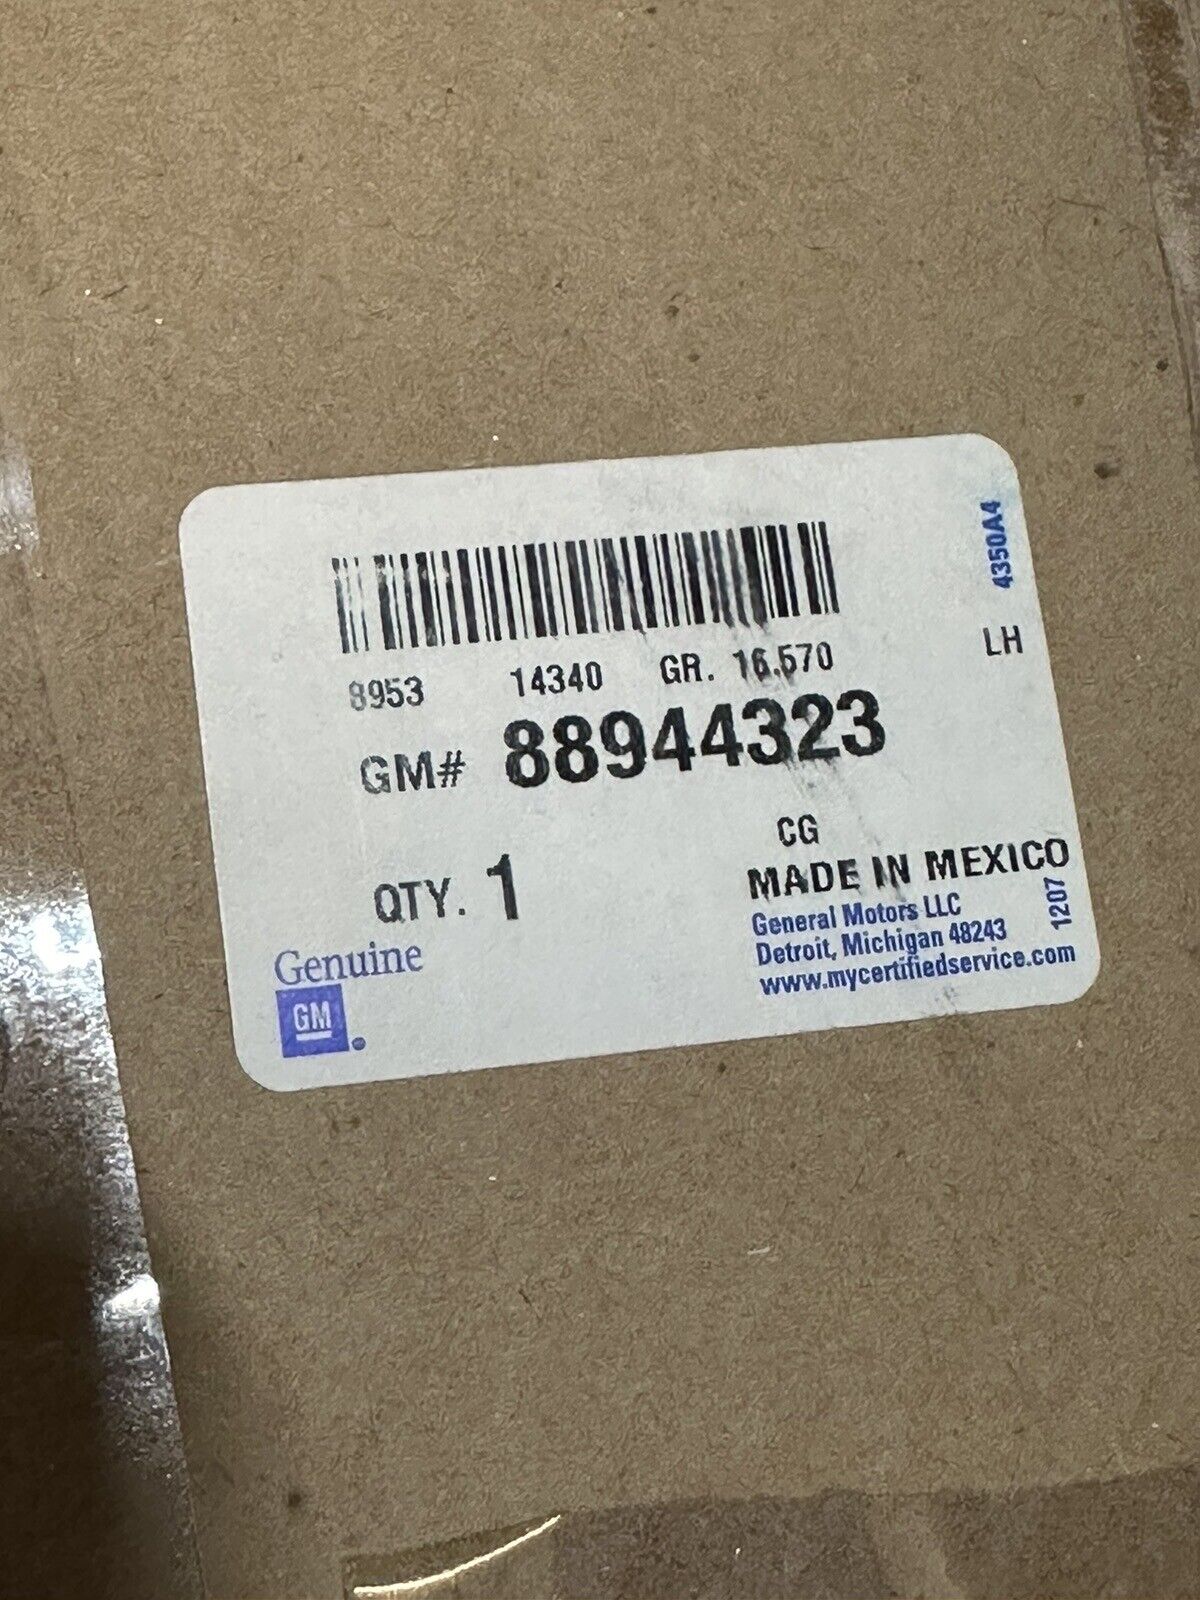 4350A4
8953 14340 GR. 16.570 LH
GM# 88944323
CG
QTY. 1 MADE IN MEXICO
General Motors LLC
Detroit, Michigan 48243
www.mycertifiedservice.com
1207
Genuine
GM